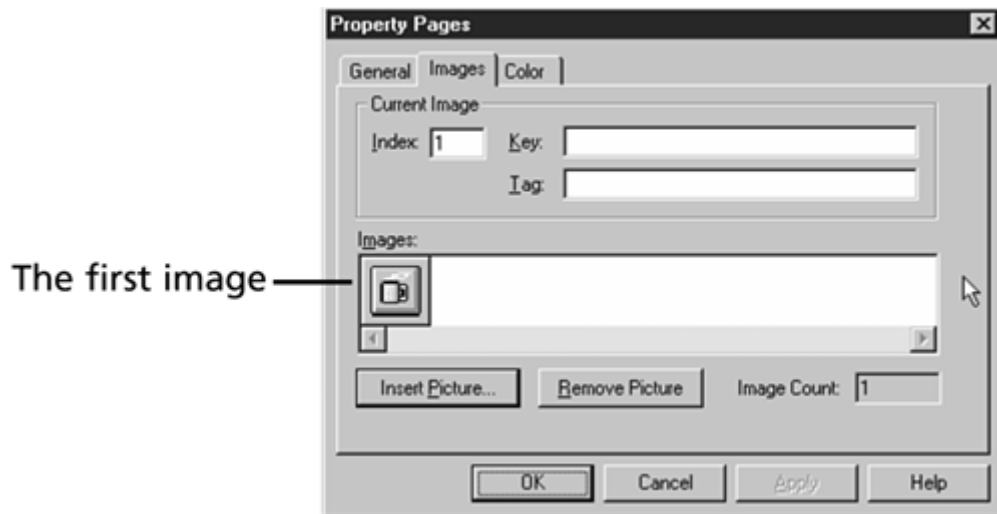 Property Pages
General Images Color
Current Image
Index: 1 Key:
Tag:
Images:
The first image
Insert Picture... Remove Picture Image Count: 1
OK Cancel Apply Help